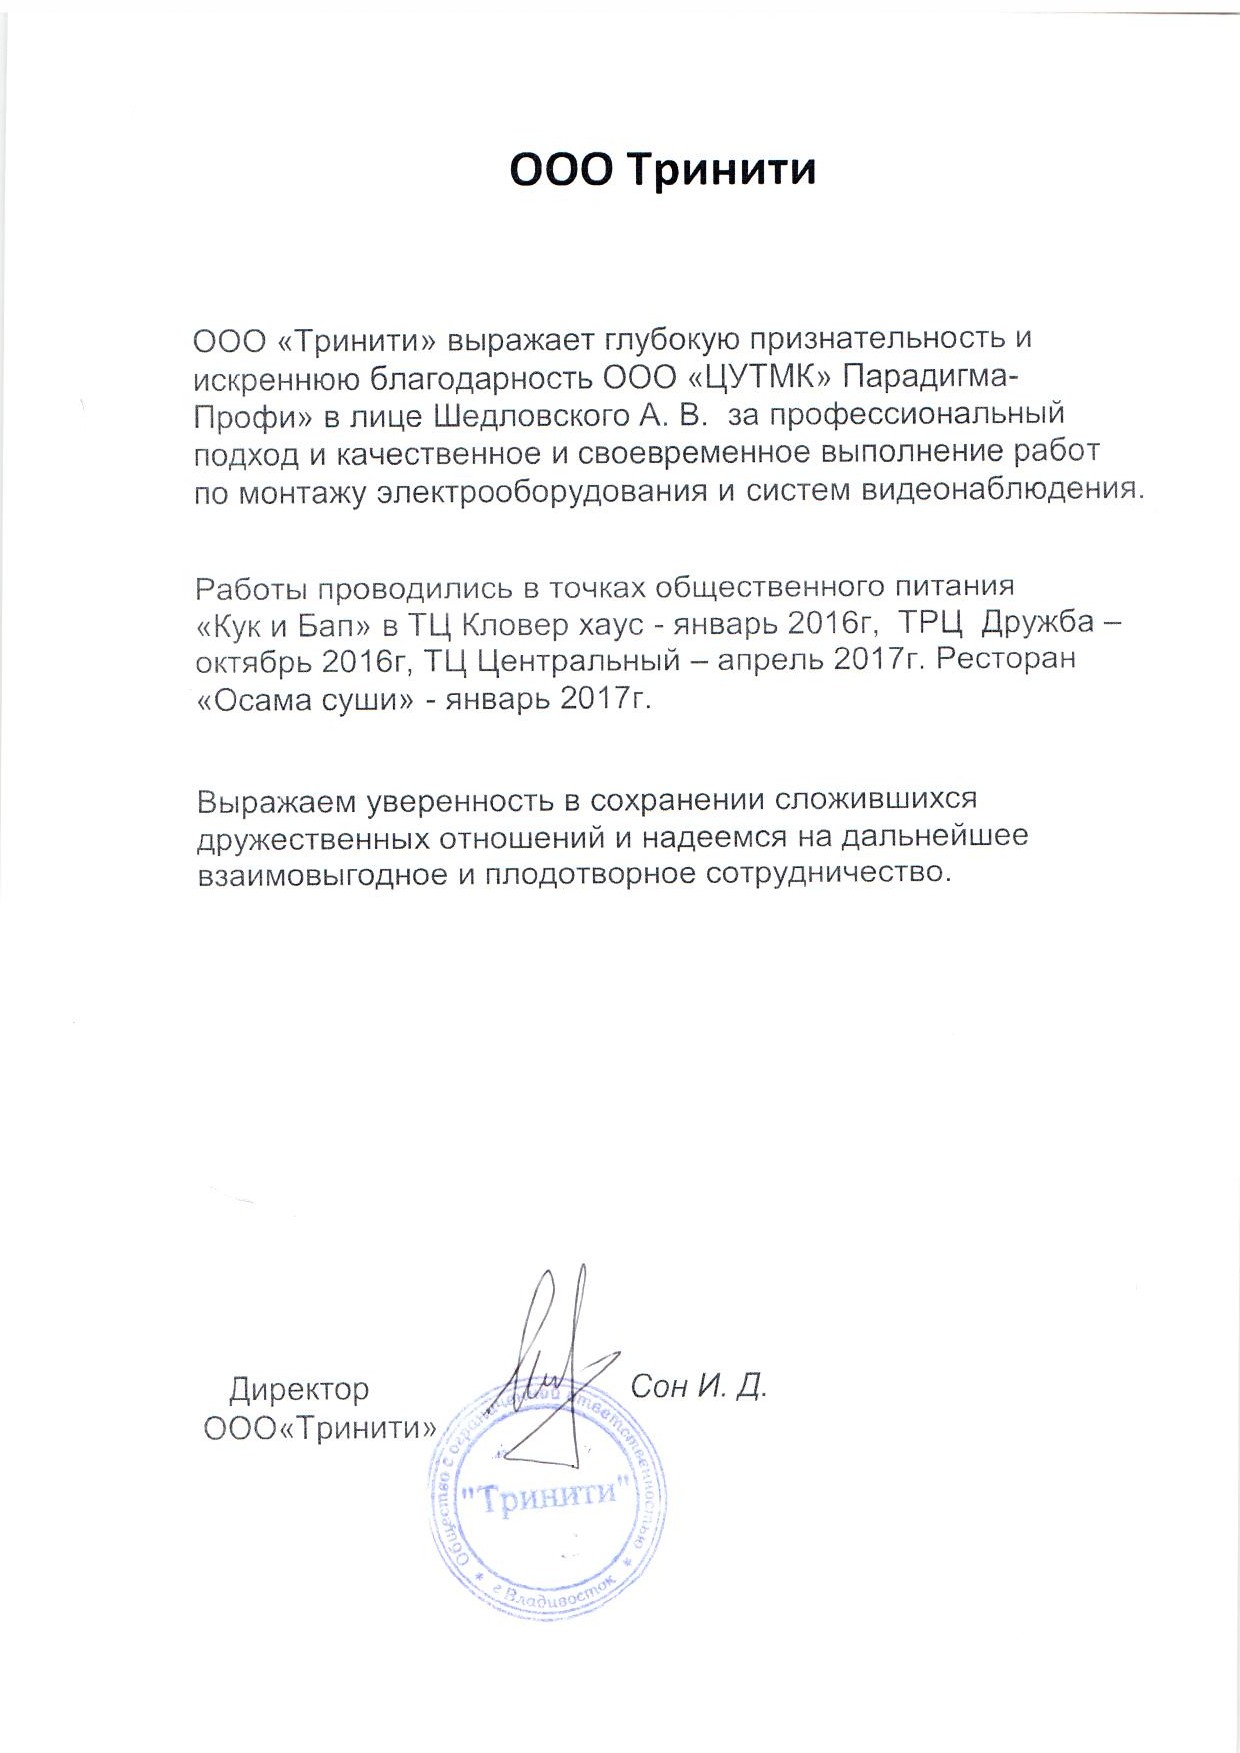 ООО Тринити
ООО «Тринити» выражает глубокую признательность и
искреннюю благодарность ООО «ЦУТМК» Парадигма-
Профи» в лице Шедловского А. В. за профессиональный
подход и качественное и своевременное выполнение работ
по монтажу электрооборудования и систем видеонаблюдения.
Работы проводились в точках общественного питания
«Кук и Бап» в ТЦ Кловер хаус - январь 2016г, ТРЦ Дружба –
октябрь 2016г, ТЦ Центральный – апрель 2017г. Ресторан
«Осама суши» - январь 2017г.
Выражаем уверенность в сохранении сложившихся
дружественных отношений и надеемся на дальнейшее
взаимовыгодное и плодотворное сотрудничество.
Директор
Сон И. Д.
ООО«Тринити»
Общество с ограниченной ответственностью
"Тринити"
* г Владивосток *